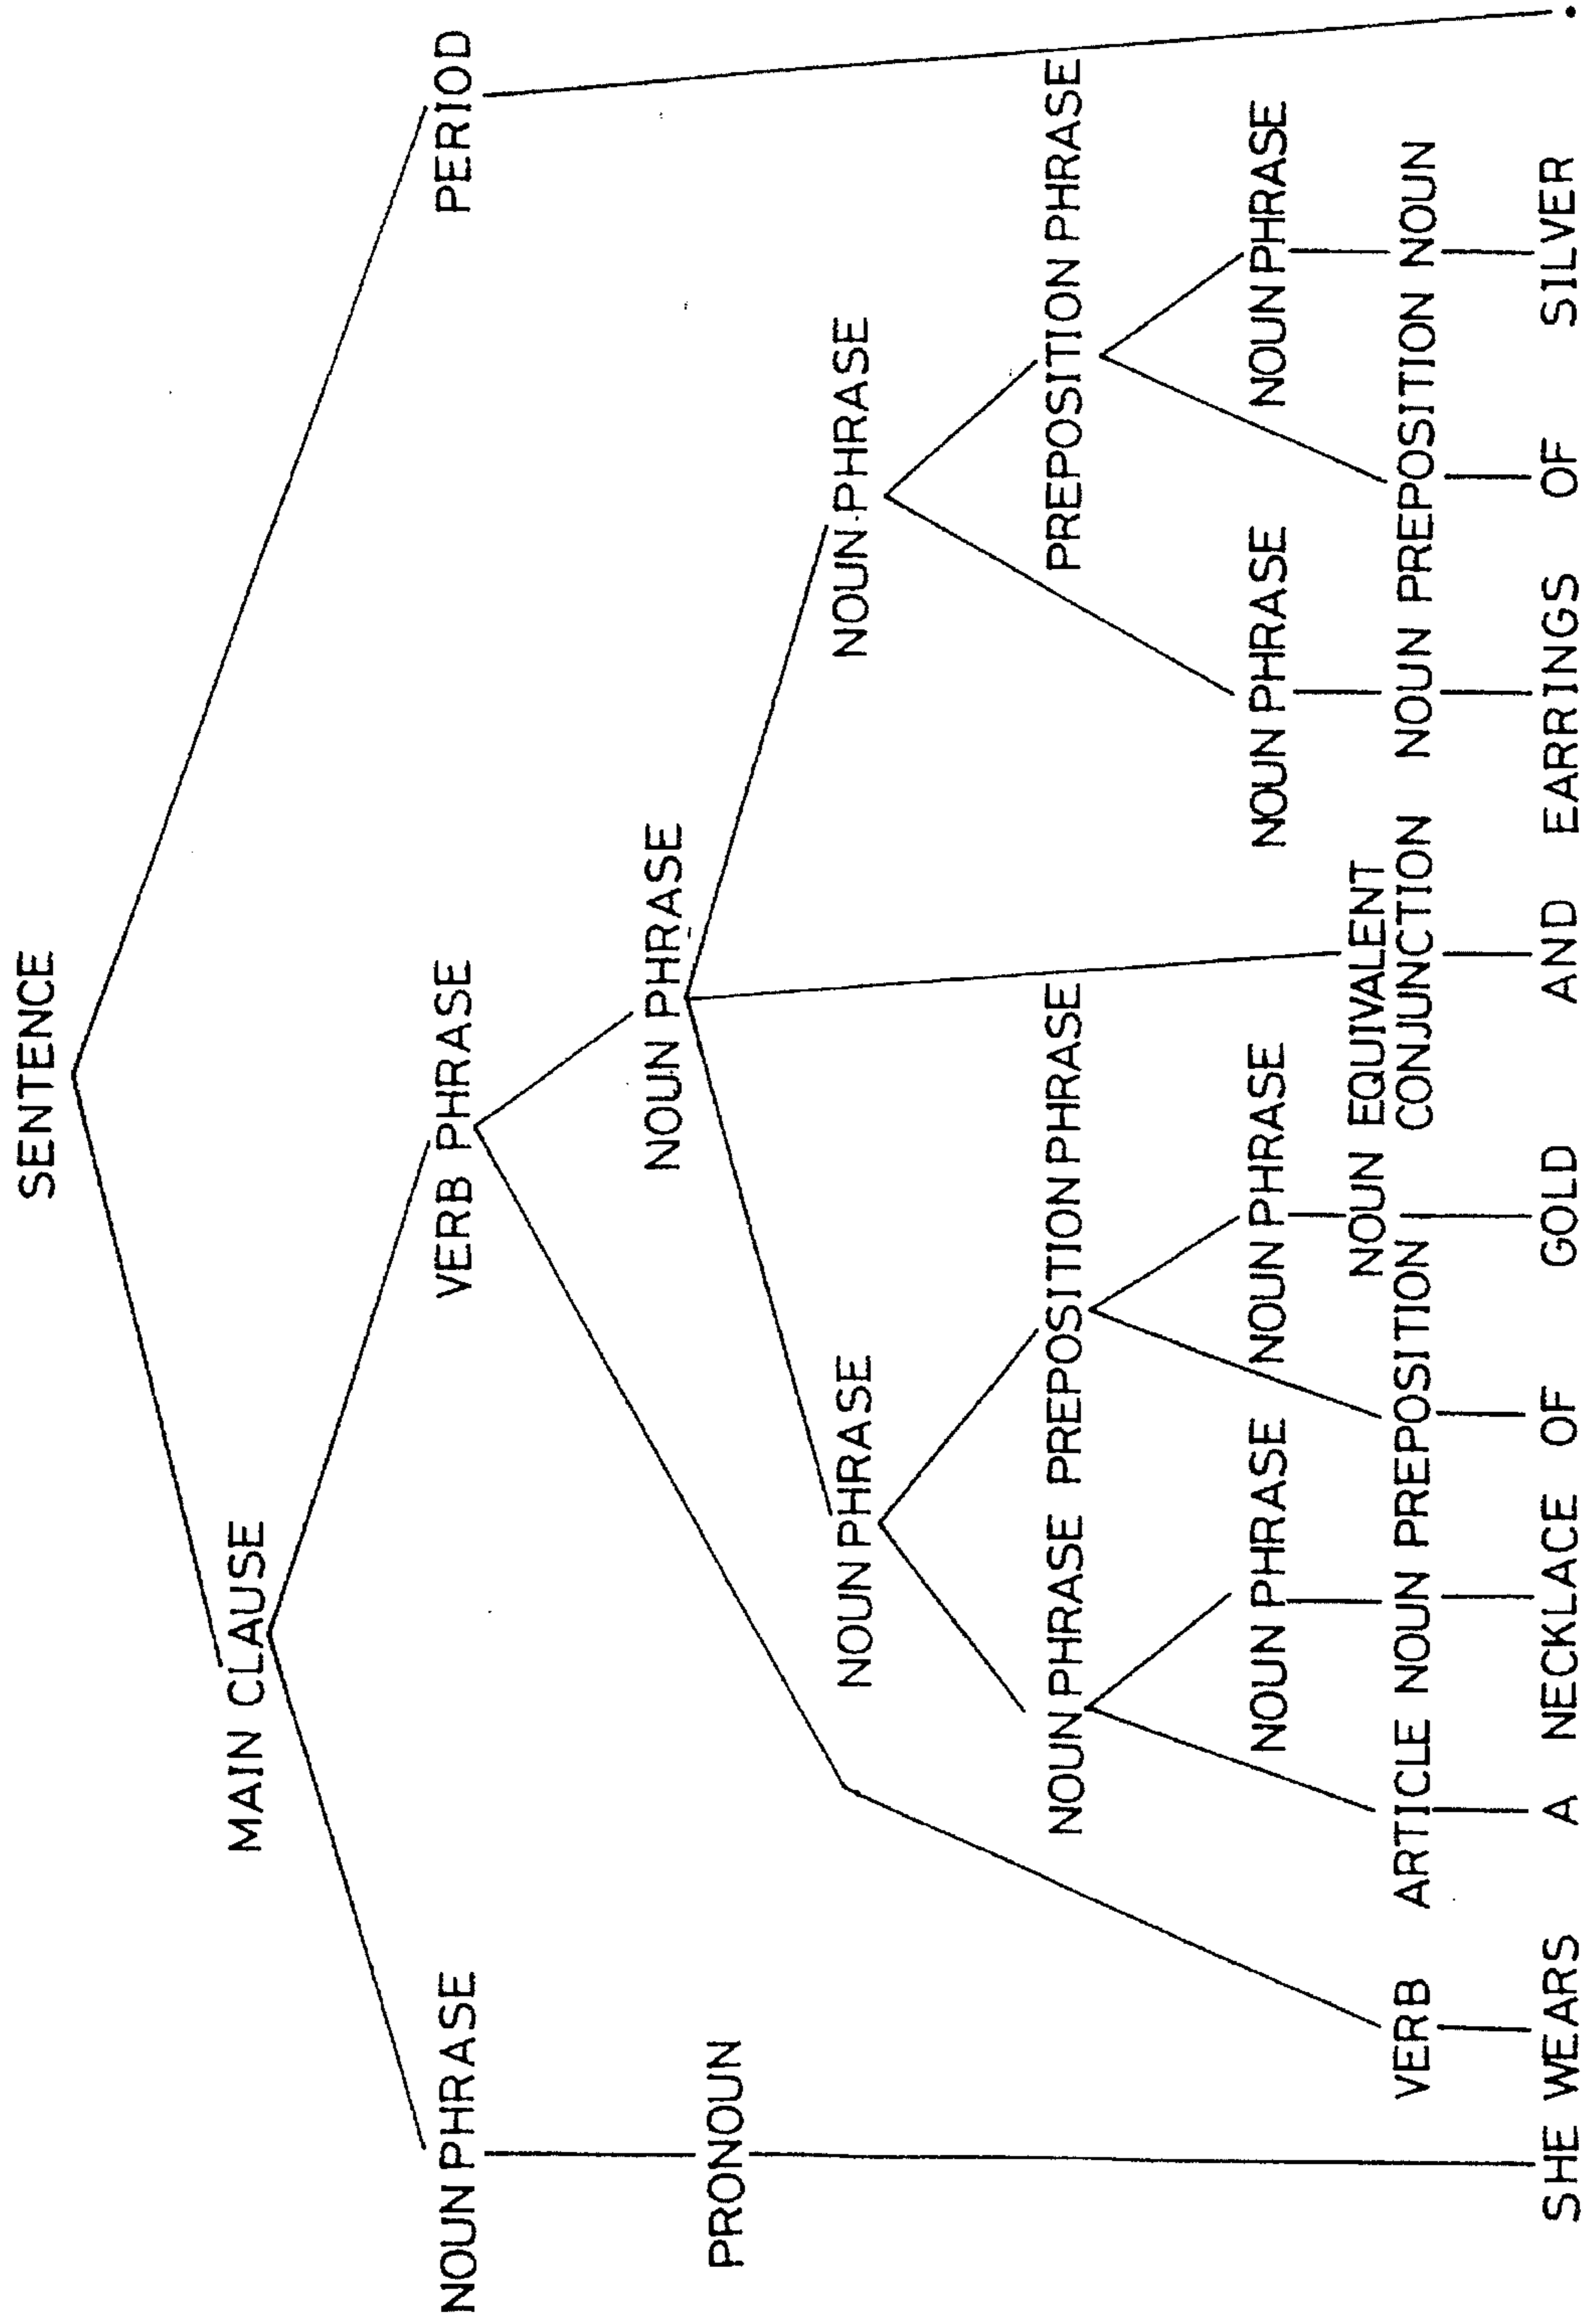 SENTENCE
MAIN CLAUSE
NOUN PHRASE VERB PHRASE PERIOD
NOUN PHRASE
PRONOUN
NOUN PHRASE NOUN PHRASE
NOUN PHRASE PREPOSITION PHRASE PREPOSITION PHRASE
NOUN PHRASE NOUN PHRASE NOUN PHRASE NOUN PHRASE
NOUN EQUIVALENT
VERB ARTICLE NOUN PREPOSITION CONJUNCTION NOUN PREPOSITION NOUN
SHE WEARS A NECKLACE OF GOLD AND EARRINGS OF SILVER .